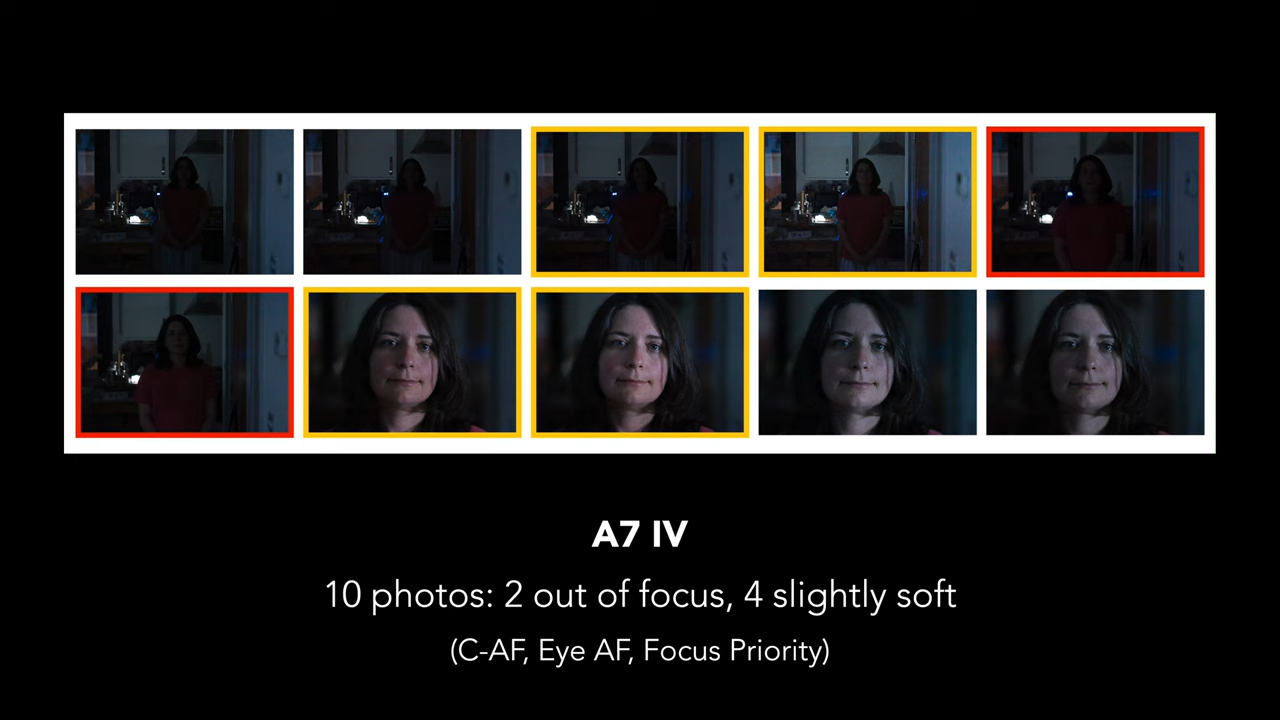 A7 IV
10 photos: 2 out of focus, 4 slightly soft
(C-AF, Eye AF, Focus Priority)